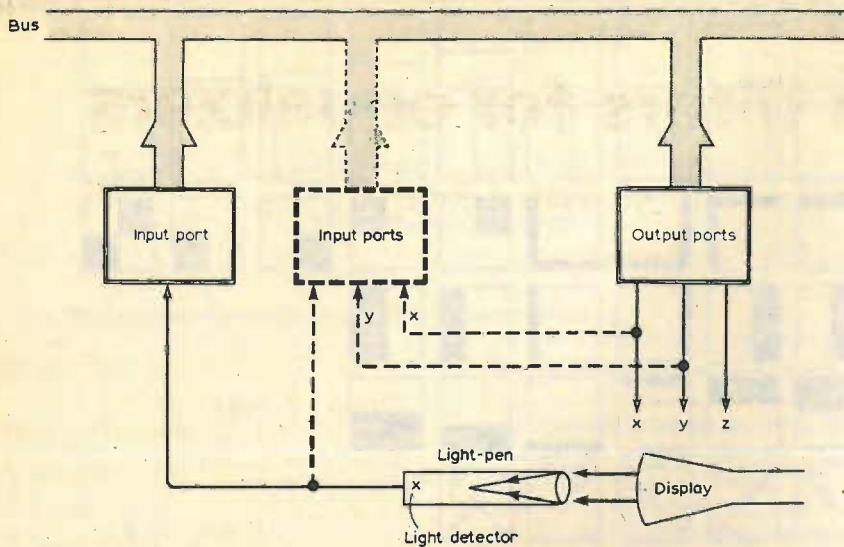 Bus
Input port
Input ports
Output ports
y
x
x y z
Light-pen
x
Display
Light detector